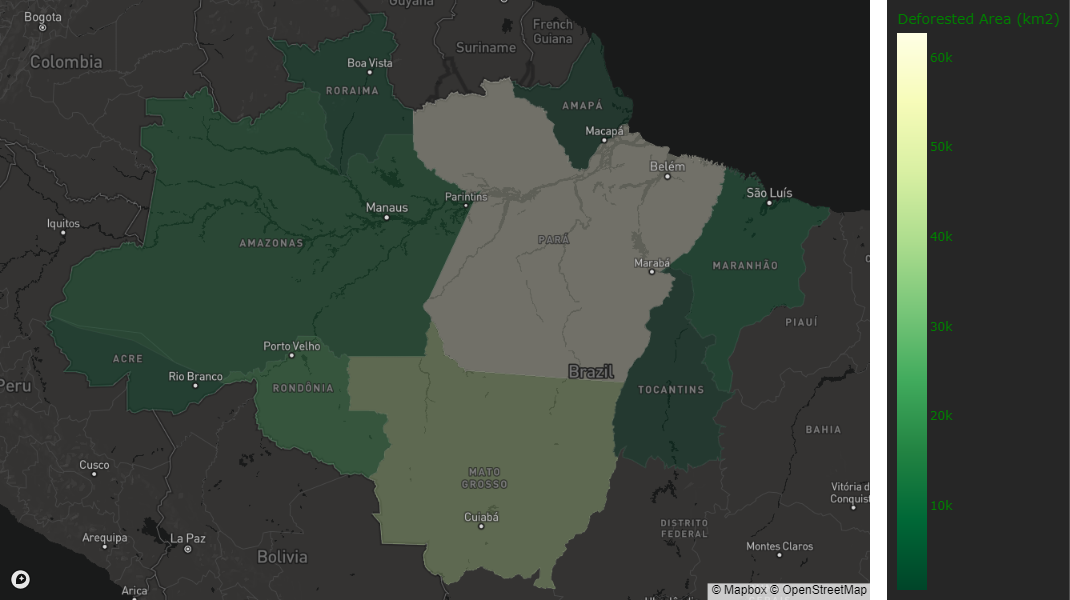 Guyana
Bogota
French
Guiana
Suriname
Colombia
Boa Vista
RORAIMA
AMAPÁ
Macapá
Belém
São Luís
Parintins
Manaus
Iquitos
AMAZONAS
PARÁ
Marabá
MARANHÃO
PIAUÍ
Porto Velho
ACRE
Rio Branco
RONDÔNIA
Brazil
TOCANTINS
Peru
BAHIA
Cusco
MATO
GROSSO
Vitória d
Conquist
Cuiabá
DISTRITO
FEDERAL
Arequipa
La Paz
Bolivia
Montes Claros
Arica
© Mapbox © OpenStreetMap
Deforested Area (km2)
60k
50k
40k
30k
20k
10k